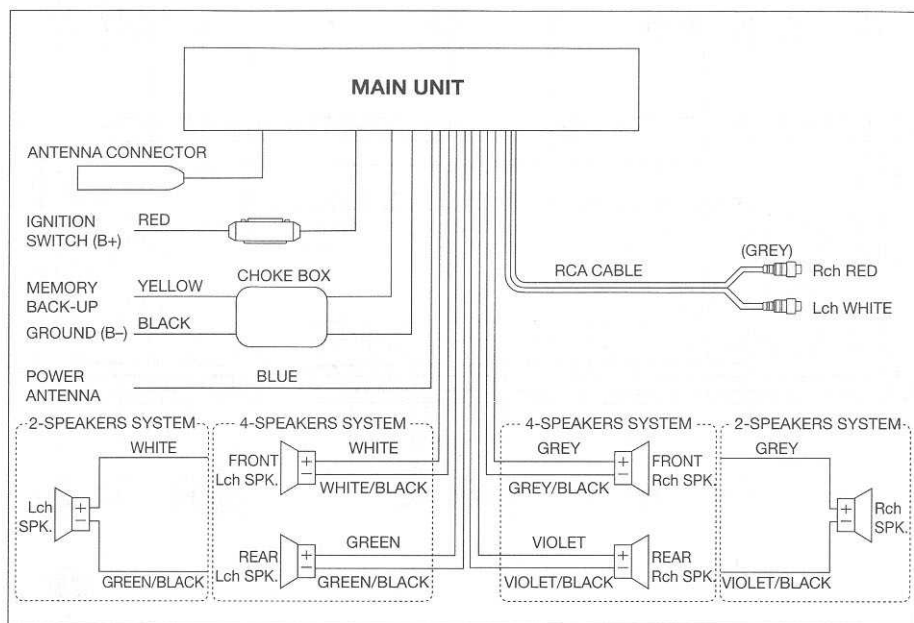 MAIN UNIT
ANTENNA CONNECTOR
IGNITION
SWITCH (B+)
RED
MEMORY
BACK-UP
YELLOW
CHOKE BOX
GROUND (B–)
BLACK
POWER
ANTENNA
BLUE
RCA CABLE
(GREY)
Rch RED
Lch WHITE
2-SPEAKERS SYSTEM
WHITE
Lch
SPK.
+
–
GREEN/BLACK
4-SPEAKERS SYSTEM
FRONT
Lch SPK.
+
–
WHITE
WHITE/BLACK
REAR
Lch SPK.
+
–
GREEN
GREEN/BLACK
4-SPEAKERS SYSTEM
GREY
GREY/BLACK
+
–
FRONT
Rch SPK.
VIOLET
VIOLET/BLACK
+
–
REAR
Rch SPK.
2-SPEAKERS SYSTEM
GREY
+
–
Rch
SPK.
VIOLET/BLACK